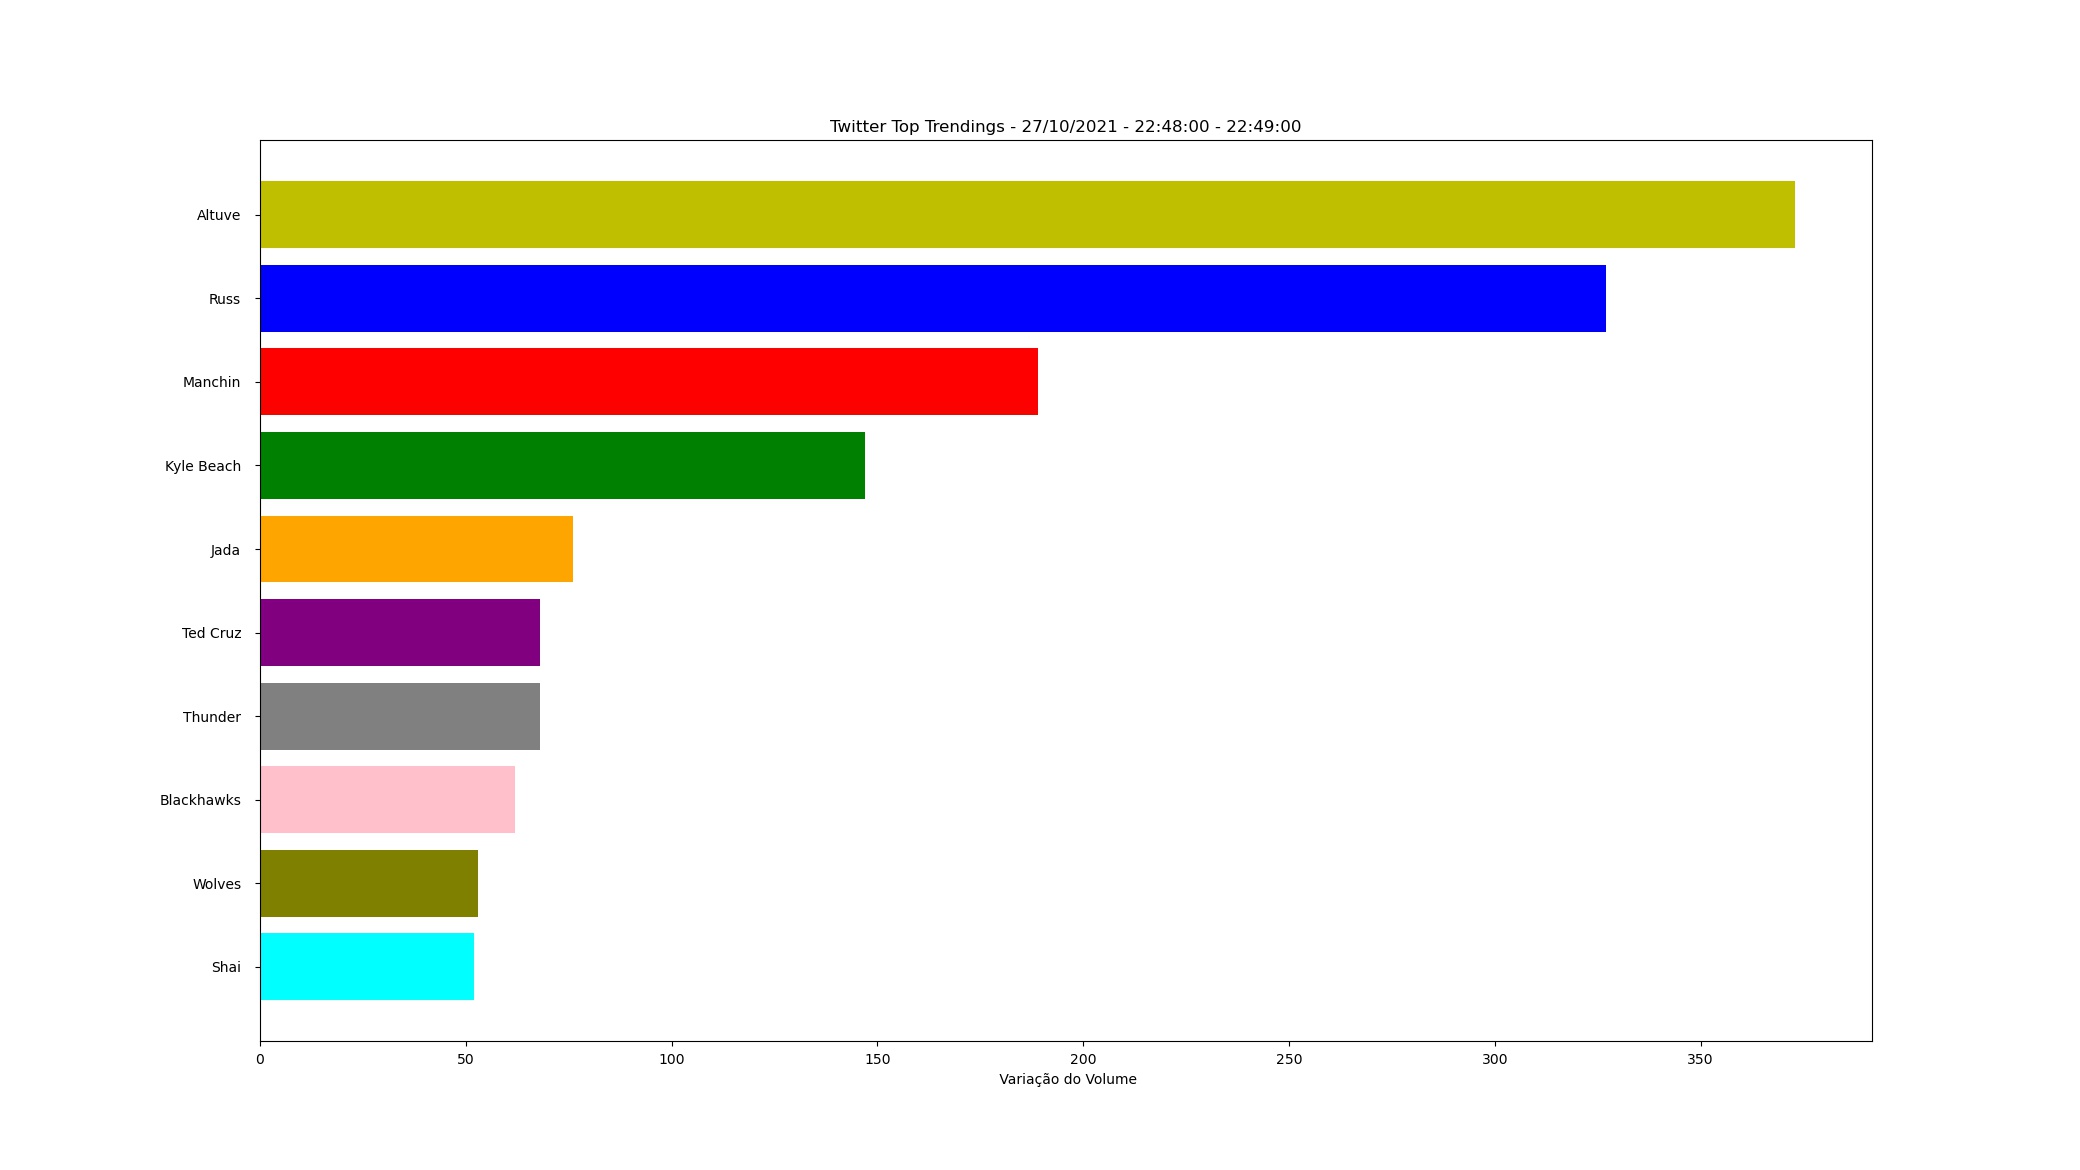 Twitter Top Trendings - 27/10/2021 - 22:48:00 - 22:49:00
Altuve
Russ
Manchin
Kyle Beach
Jada
Ted Cruz
Thunder
Blackhawks
Wolves
Shai
0 50 100 150 200 250 300 350
Variação do Volume